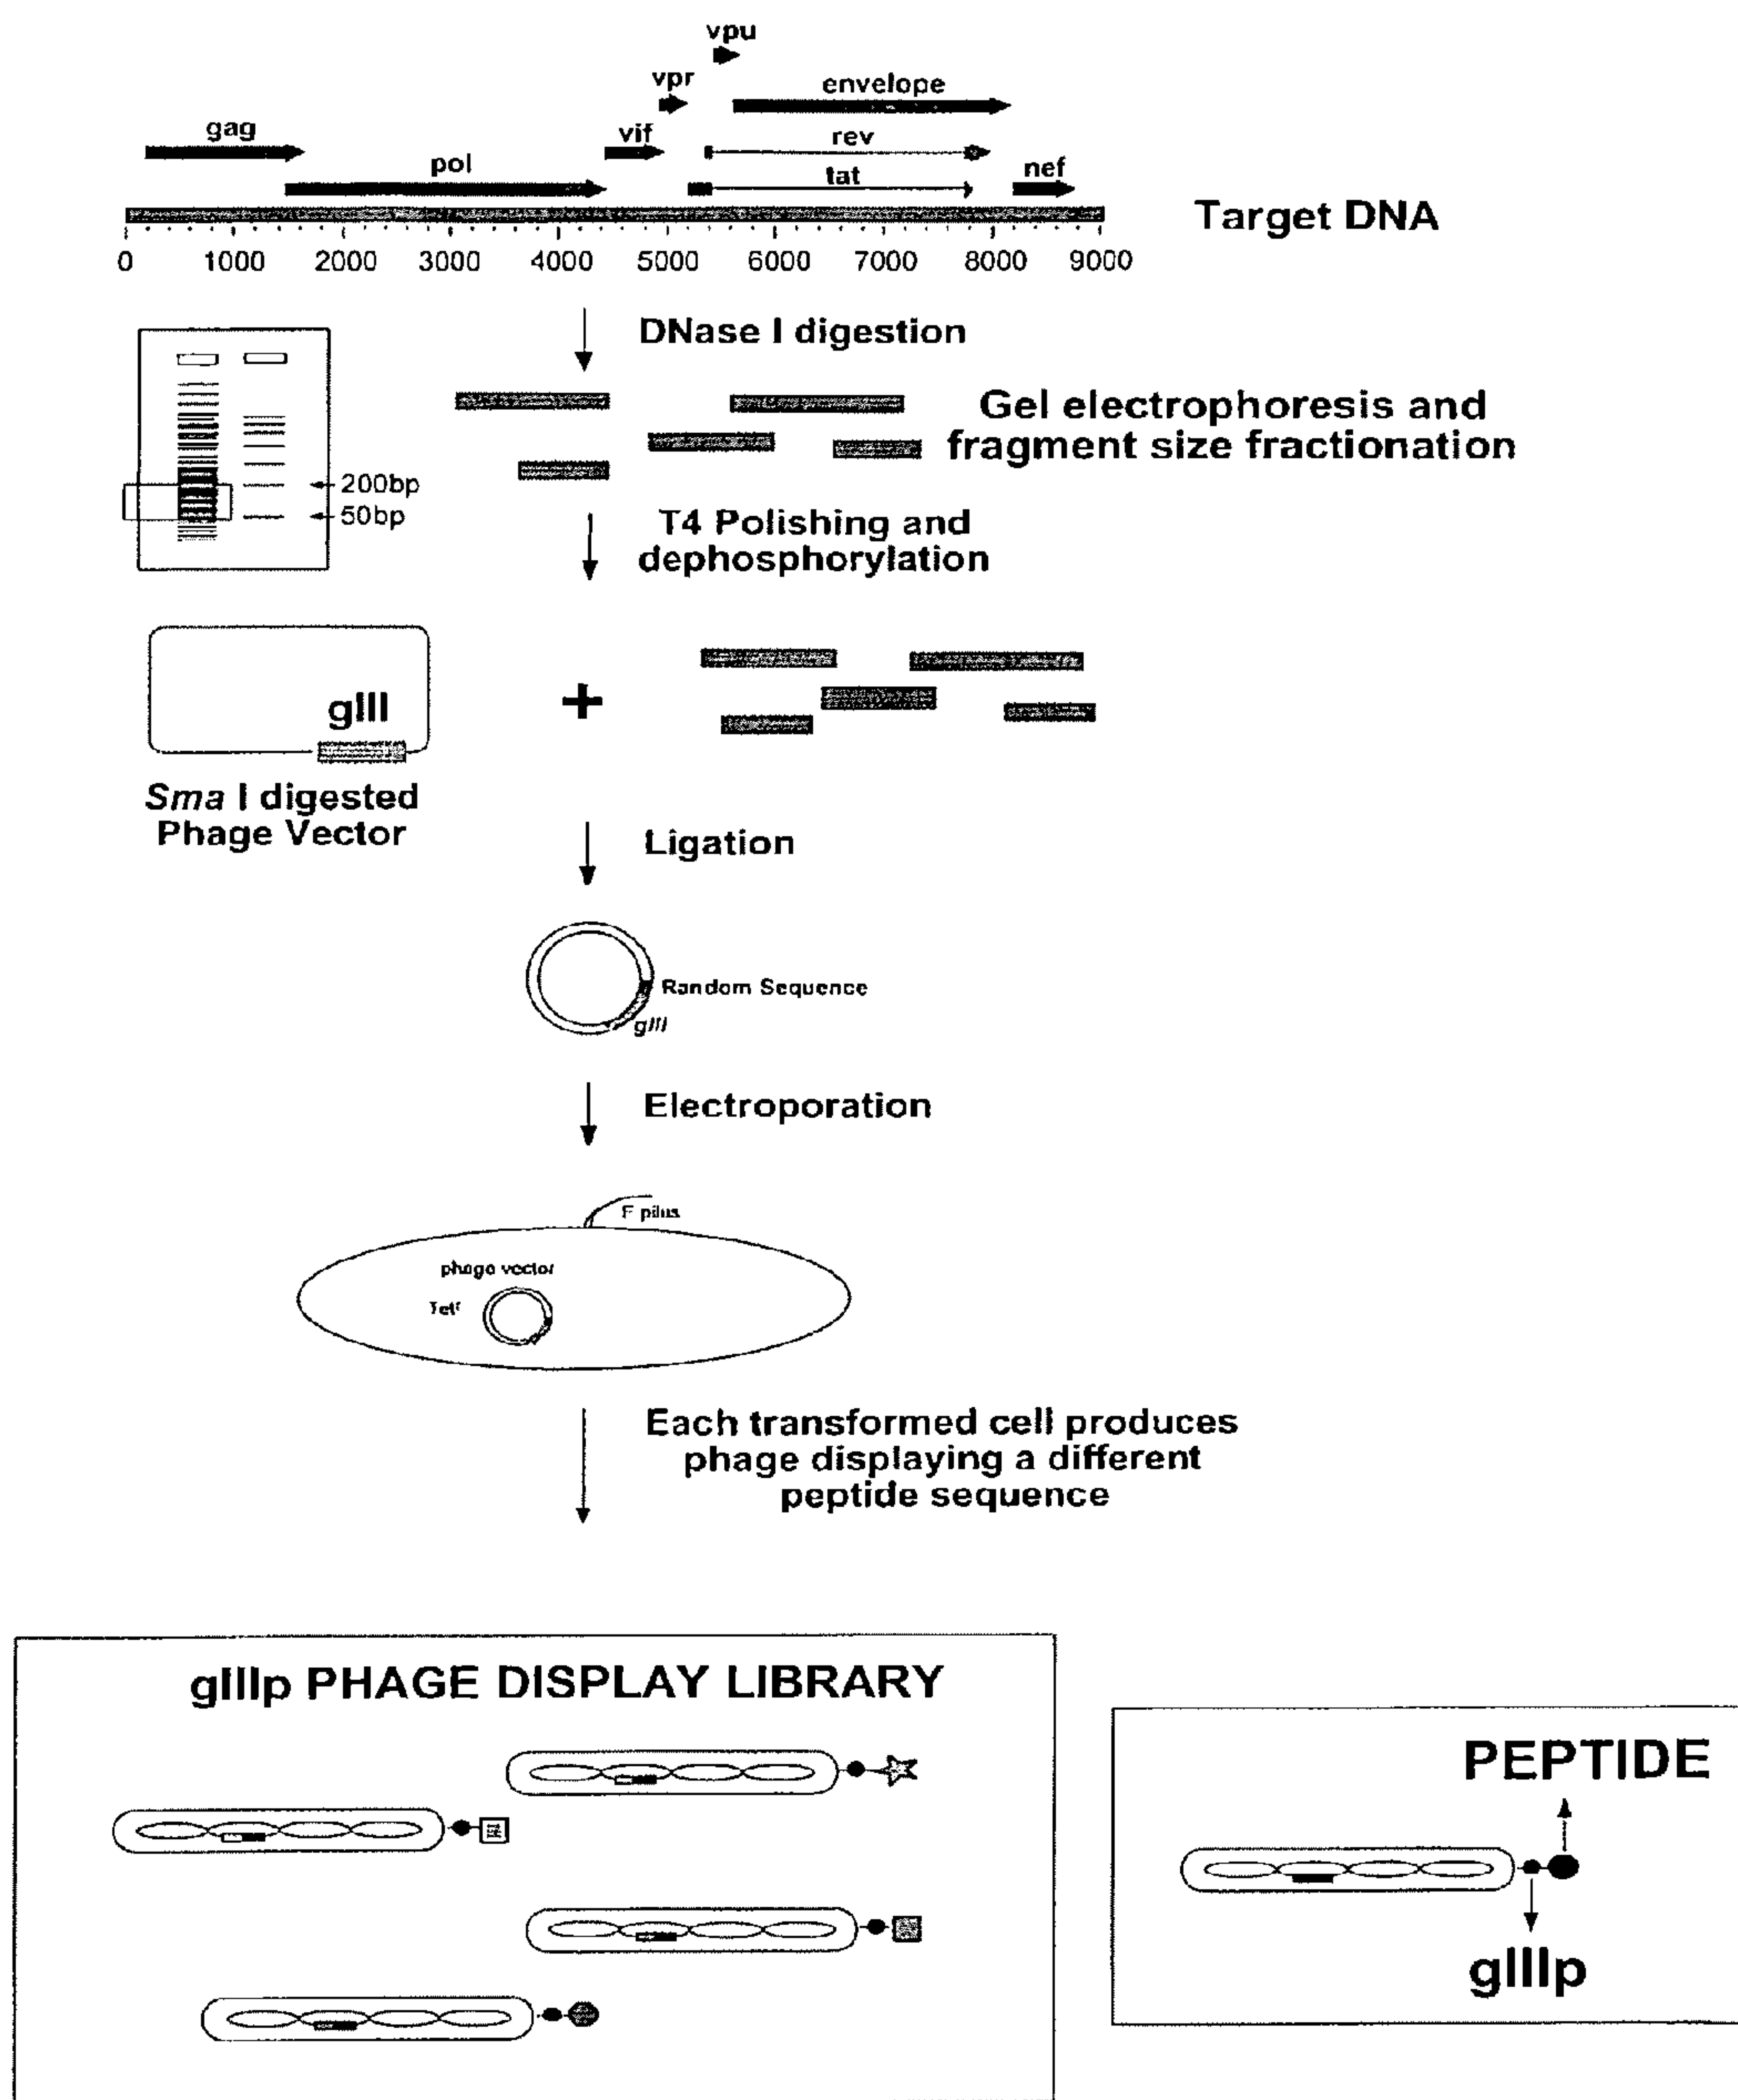 vpu
vpr
envelope
gag
vif
rev
pol
tat
nef
Target DNA
0 1000 2000 3000 4000 5000 6000 7000 8000 9000
DNase I digestion
Gel electrophoresis and
fragment size fractionation
200bp
50bp
T4 Polishing and
dephosphorylation
gIII
+
Sma I digested
Phage Vector
Ligation
Random Sequence
gIII
Electroporation
F pilus
phage vector
Tetr
Each transformed cell produces
phage displaying a different
peptide sequence
gIIIp PHAGE DISPLAY LIBRARY
PEPTIDE
gIIIp